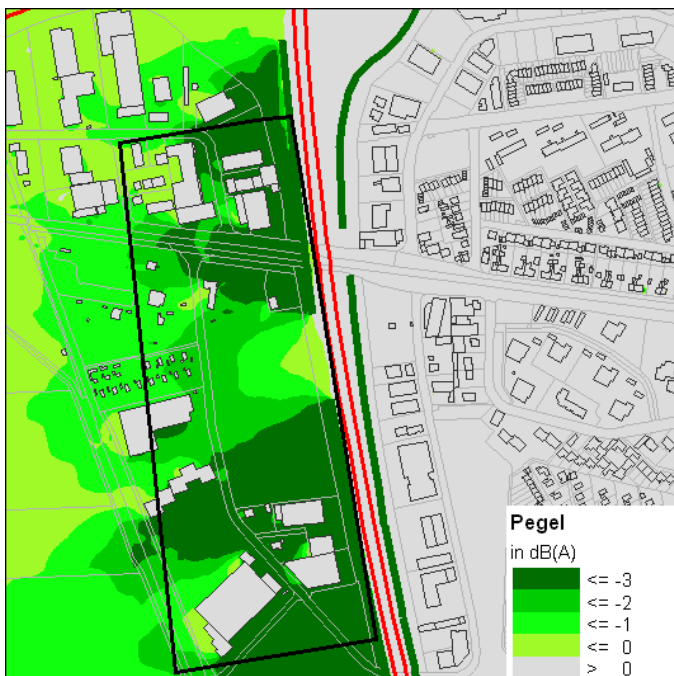 Pegel
in dB(A)
<= -3
<= -2
<= -1
<= 0
> 0